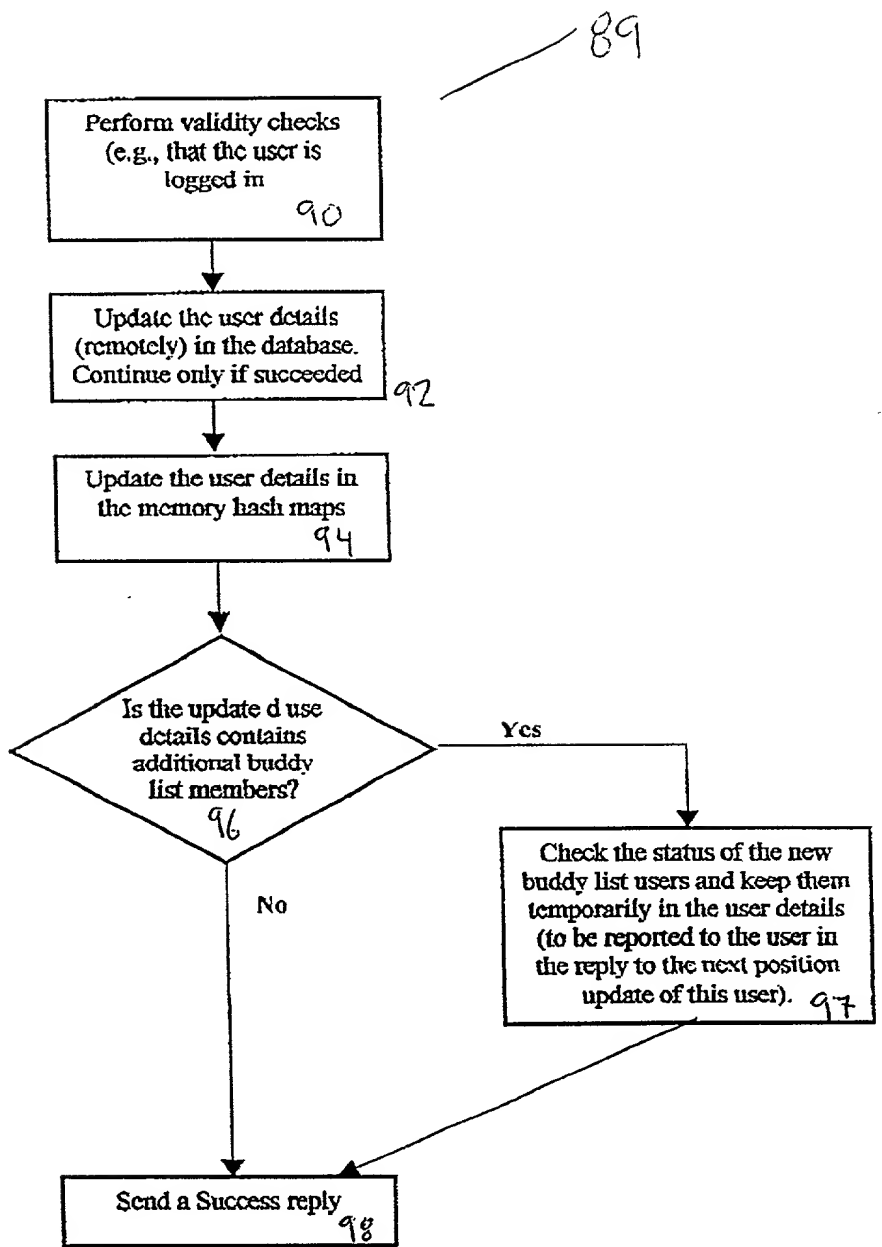 89
Perform validity checks
(e.g., that the user is
logged in
90
Update the user details
(remotely) in the database.
Continue only if succeeded
92
Update the user details in
the memory hash maps
94
Is the update d use
details contains
additional buddy
list members?
96
Yes
No
Check the status of the new
buddy list users and keep them
temporarily in the user details
(to be reported to the user in
the reply to the next position
update of this user).
97
Send a Success reply
98